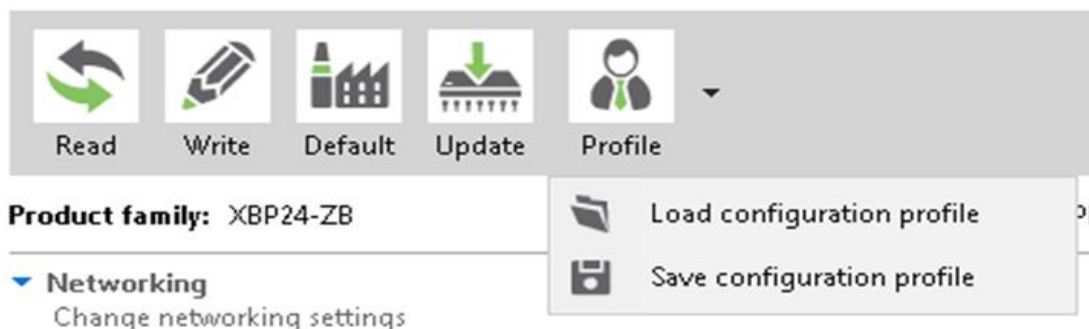 Read Write Default Update Profile
Product family: XBP24-ZB
Load configuration profile
Save configuration profile
Networking
Change networking settings